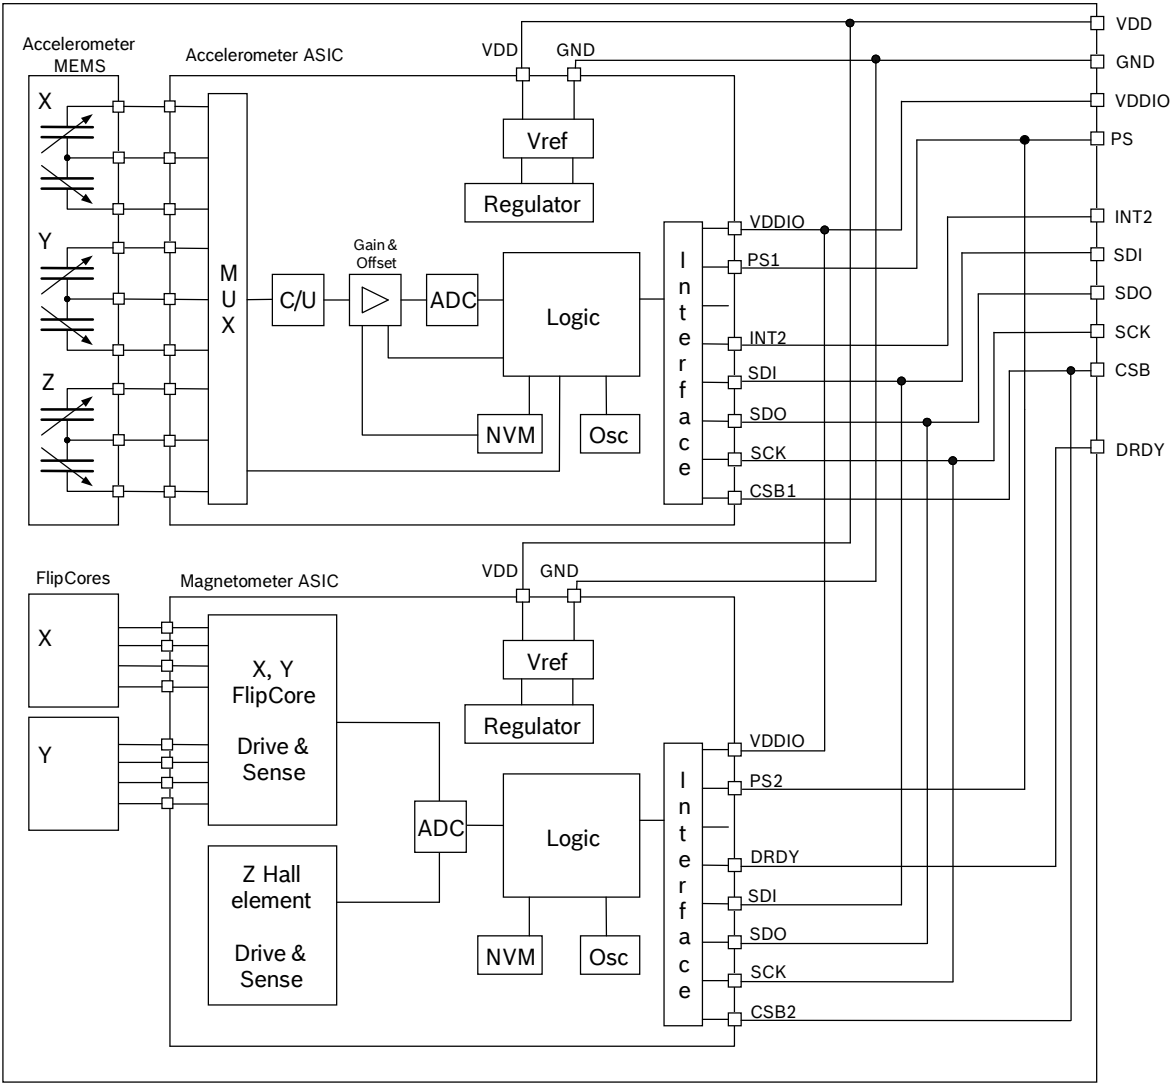 VDD
GND
VDDIO
PS
INT2
SDI
SDO
SCK
CSB
DRDY
Accelerometer
MEMS
X
Y
Z
Accelerometer ASIC
VDD
GND
Vref
Regulator
M
U
X
C/U
Gain &
Offset
ADC
Logic
NVM
Osc
I
n
t
e
r
f
a
c
e
VDDIO
PS1
INT2
SDI
SDO
SCK
CSB1
FlipCores
X
Y
Magnetometer ASIC
VDD
GND
Vref
Regulator
X, Y
FlipCore
Drive &
Sense
Z Hall
element
Drive &
Sense
ADC
Logic
NVM
Osc
I
n
t
e
r
f
a
c
e
VDDIO
PS2
DRDY
SDI
SDO
SCK
CSB2